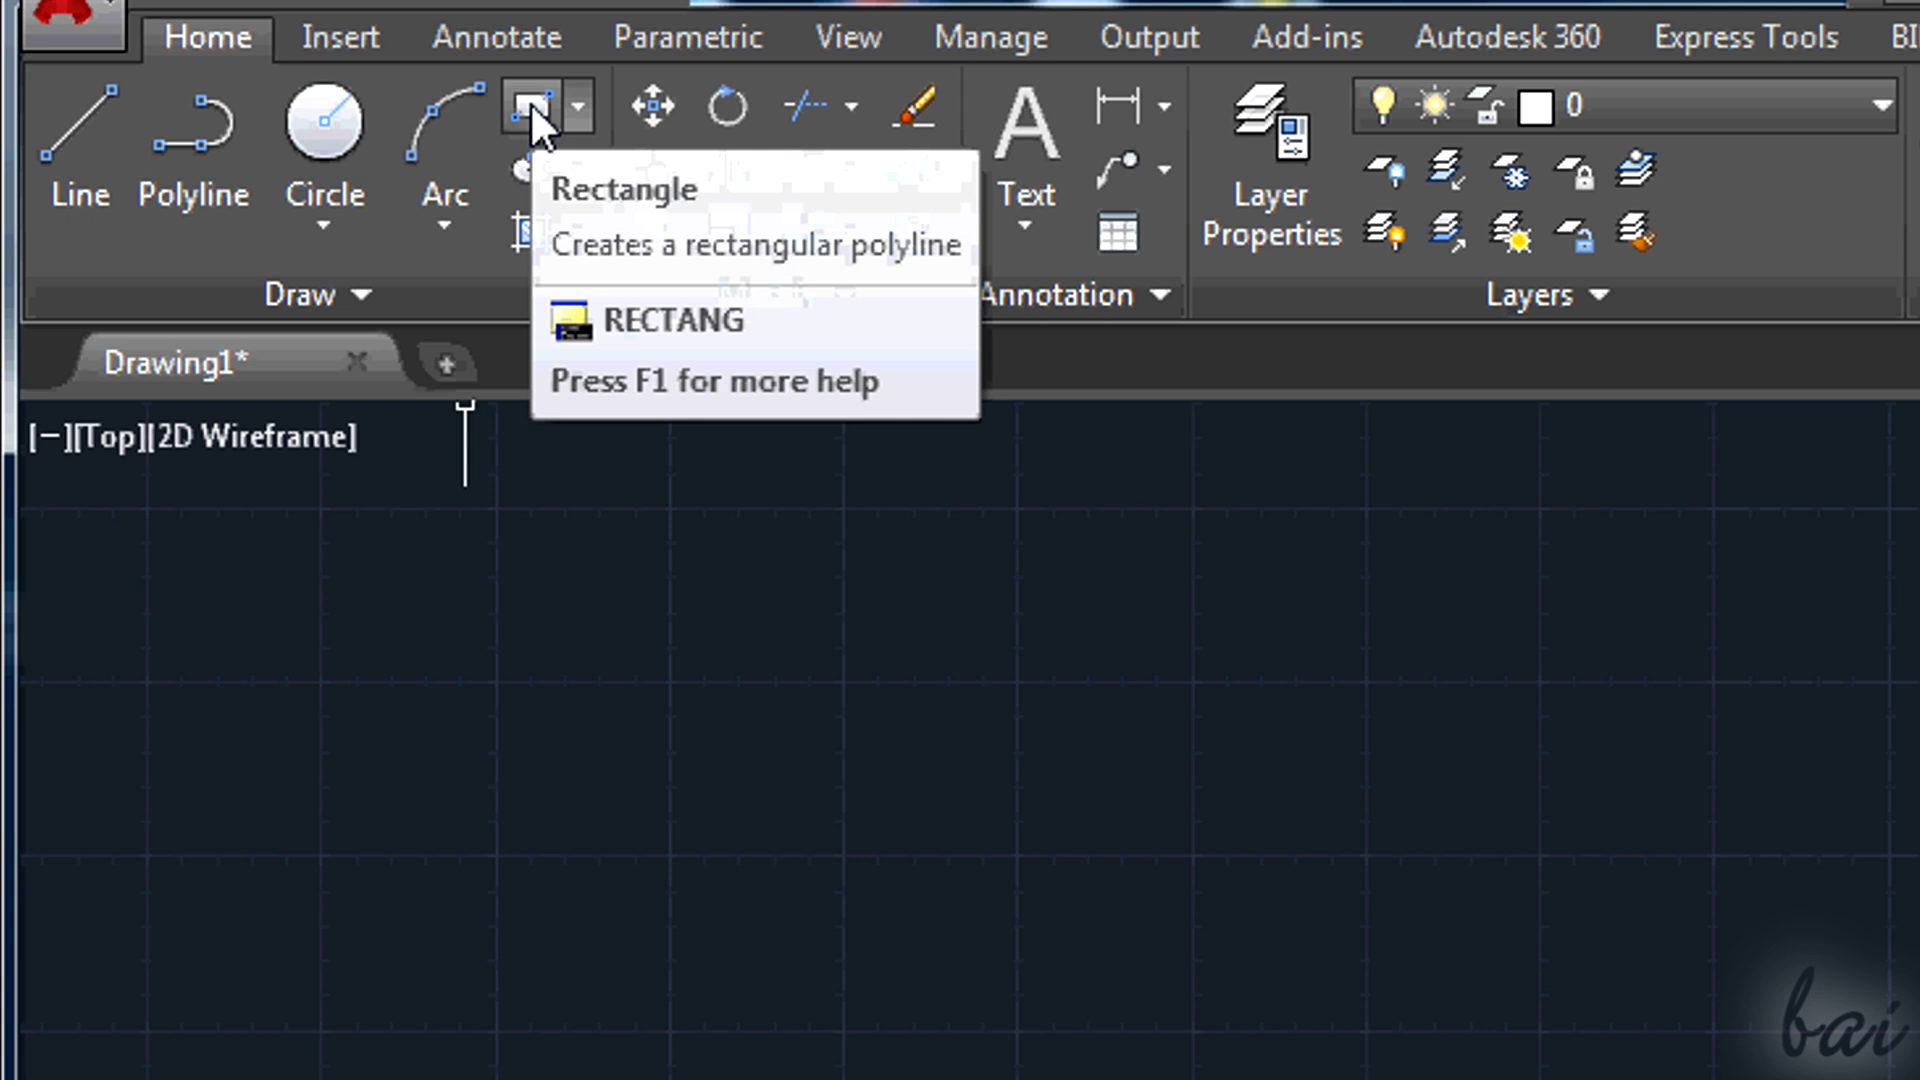 Home Insert Annotate Parametric View Manage Output Add-ins Autodesk 360 Express Tools
Line Polyline Circle Arc
Rectangle
Creates a rectangular polyline
RECTANG
Press F1 for more help
Text
0
Layer
Properties
Draw
Annotation
Layers
Drawing1*
[−][Top][2D Wireframe]
bai